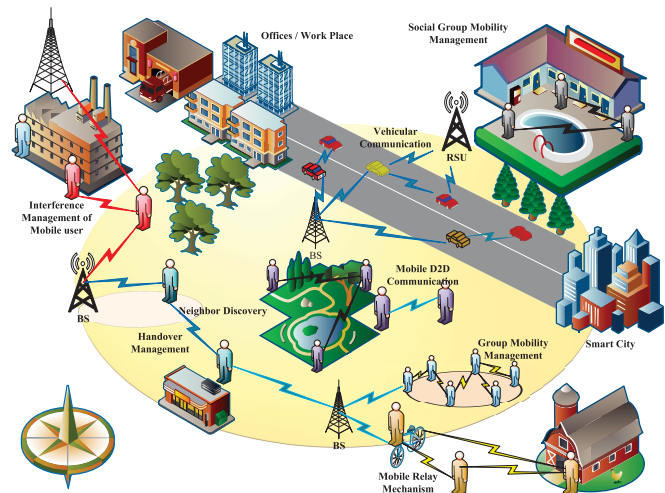 Offices / Work Place
Social Group Mobility
Management
Vehicular
Communication
RSU
Interference
Management of
Mobile user
BS
Mobile D2D
Communication
BS
Neighbor Discovery
Handover
Management
Smart City
Group Mobility
Management
BS
Mobile Relay
Mechanism